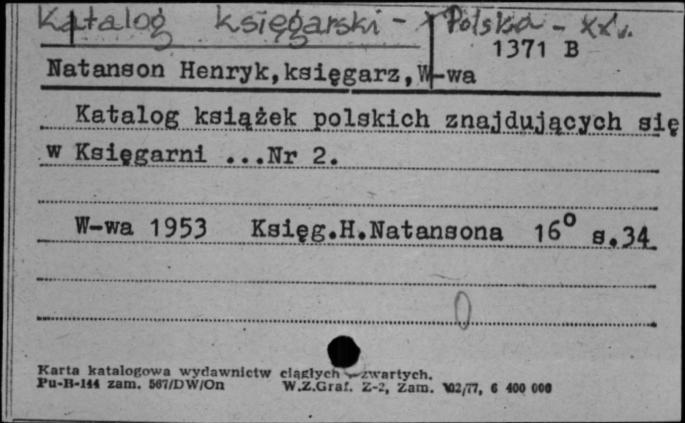 Katalog księgarski - Polska - XX w.
1371 B
Natanson Henryk,księgarz,W-wa
Katalog książek polskich znajdujących się
w Księgarni ...Nr 2.
W-wa 1953 Księg.H.Natansona 16° s.34
Karta katalogowa wydawnictw ciągłych - zwartych.
Pu-B-144 zam. 567/DW/On W.Z.Graf. Z-2, Zam. 102/77, 6 400 000